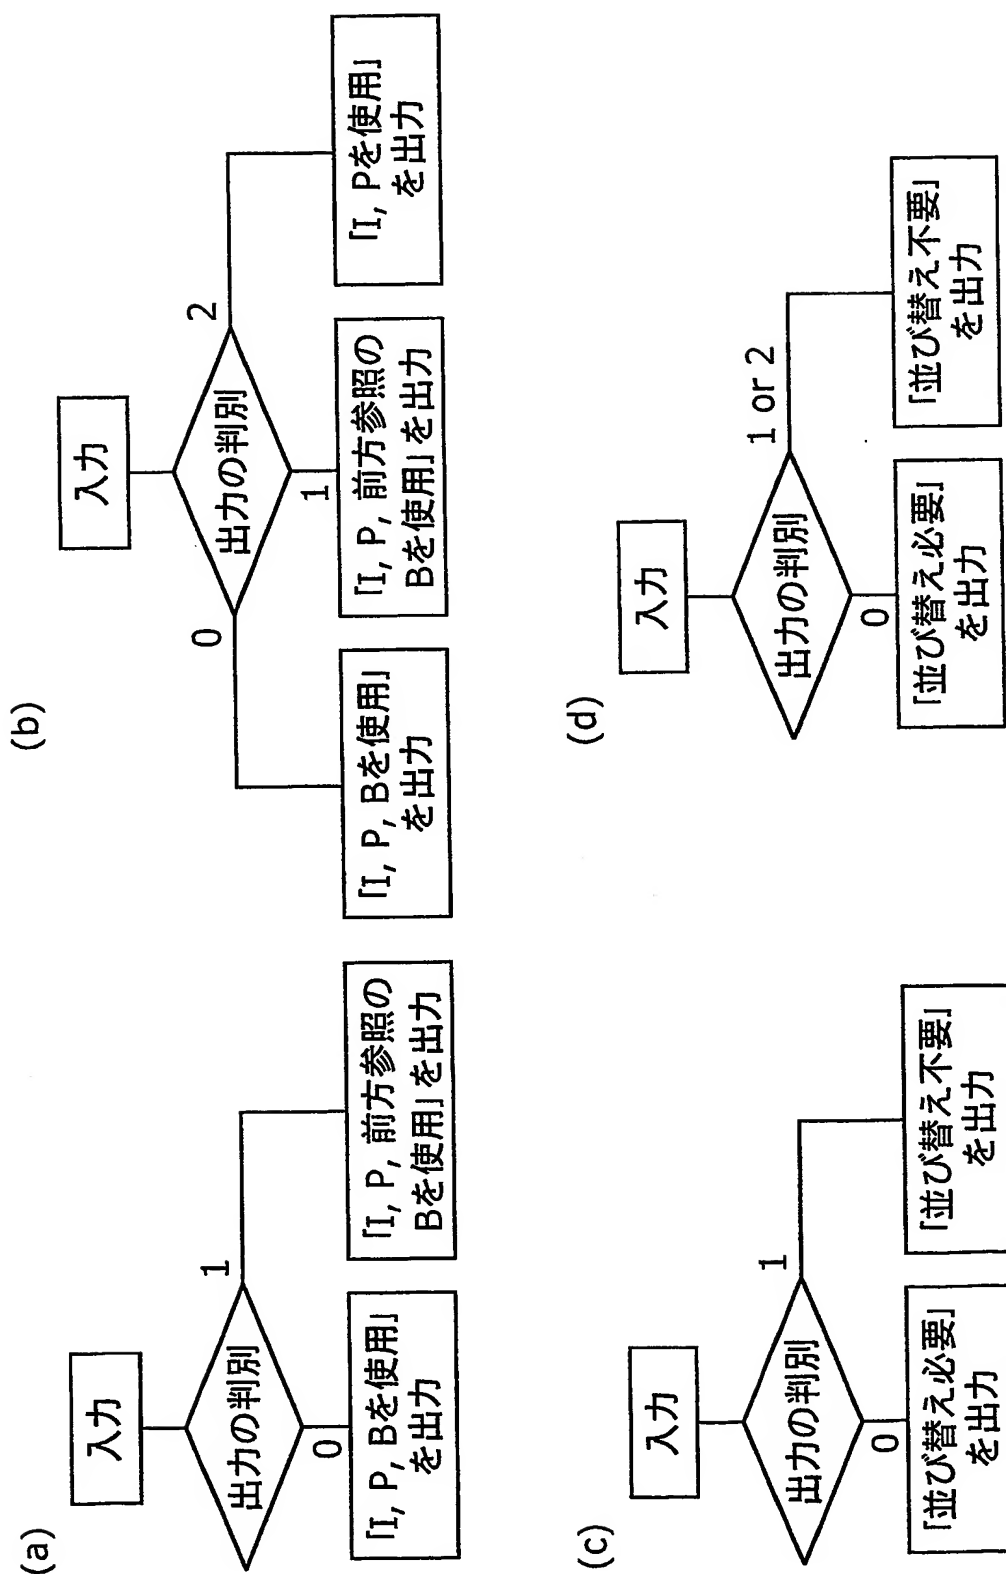 (a)
入力
出力の判別
0
1
「I, P, Bを使用」
を出力
「I, P, 前方参照の
Bを使用」を出力
(b)
入力
出力の判別
0
1
2
「I, P, Bを使用」
を出力
「I, P, 前方参照の
Bを使用」を出力
「I, Pを使用」
を出力
(c)
入力
出力の判別
0
1
「並び替え必要」
を出力
「並び替え不要」
を出力
(d)
入力
出力の判別
0
1 or 2
「並び替え必要」
を出力
「並び替え不要」
を出力